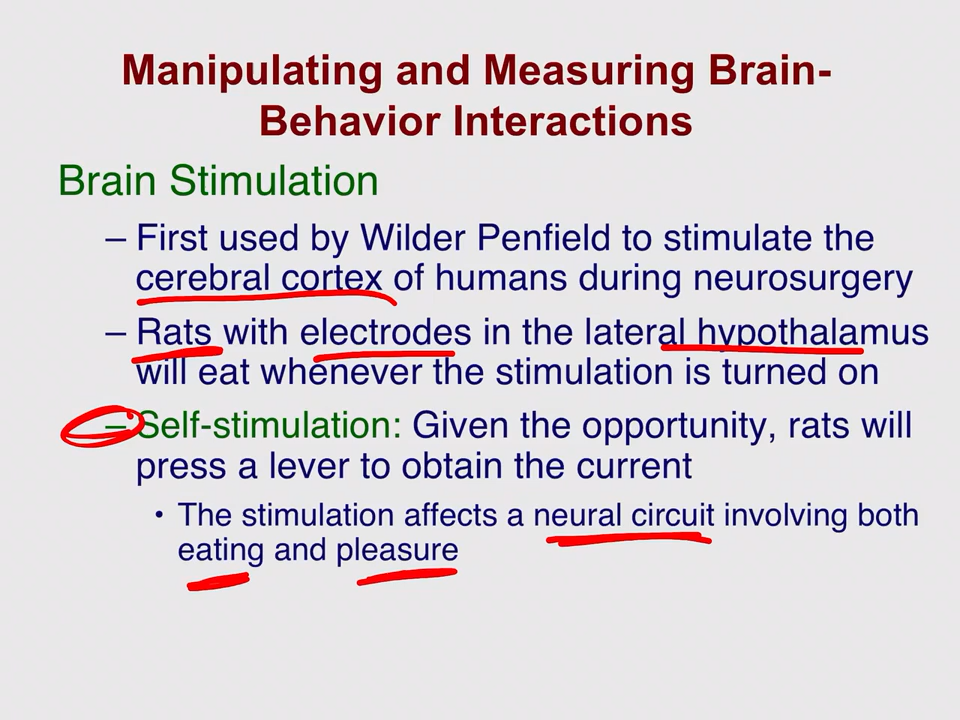 Manipulating and Measuring Brain-
Behavior Interactions
Brain Stimulation
– First used by Wilder Penfield to stimulate the
cerebral cortex of humans during neurosurgery
– Rats with electrodes in the lateral hypothalamus
will eat whenever the stimulation is turned on
– Self-stimulation: Given the opportunity, rats will
press a lever to obtain the current
• The stimulation affects a neural circuit involving both
eating and pleasure